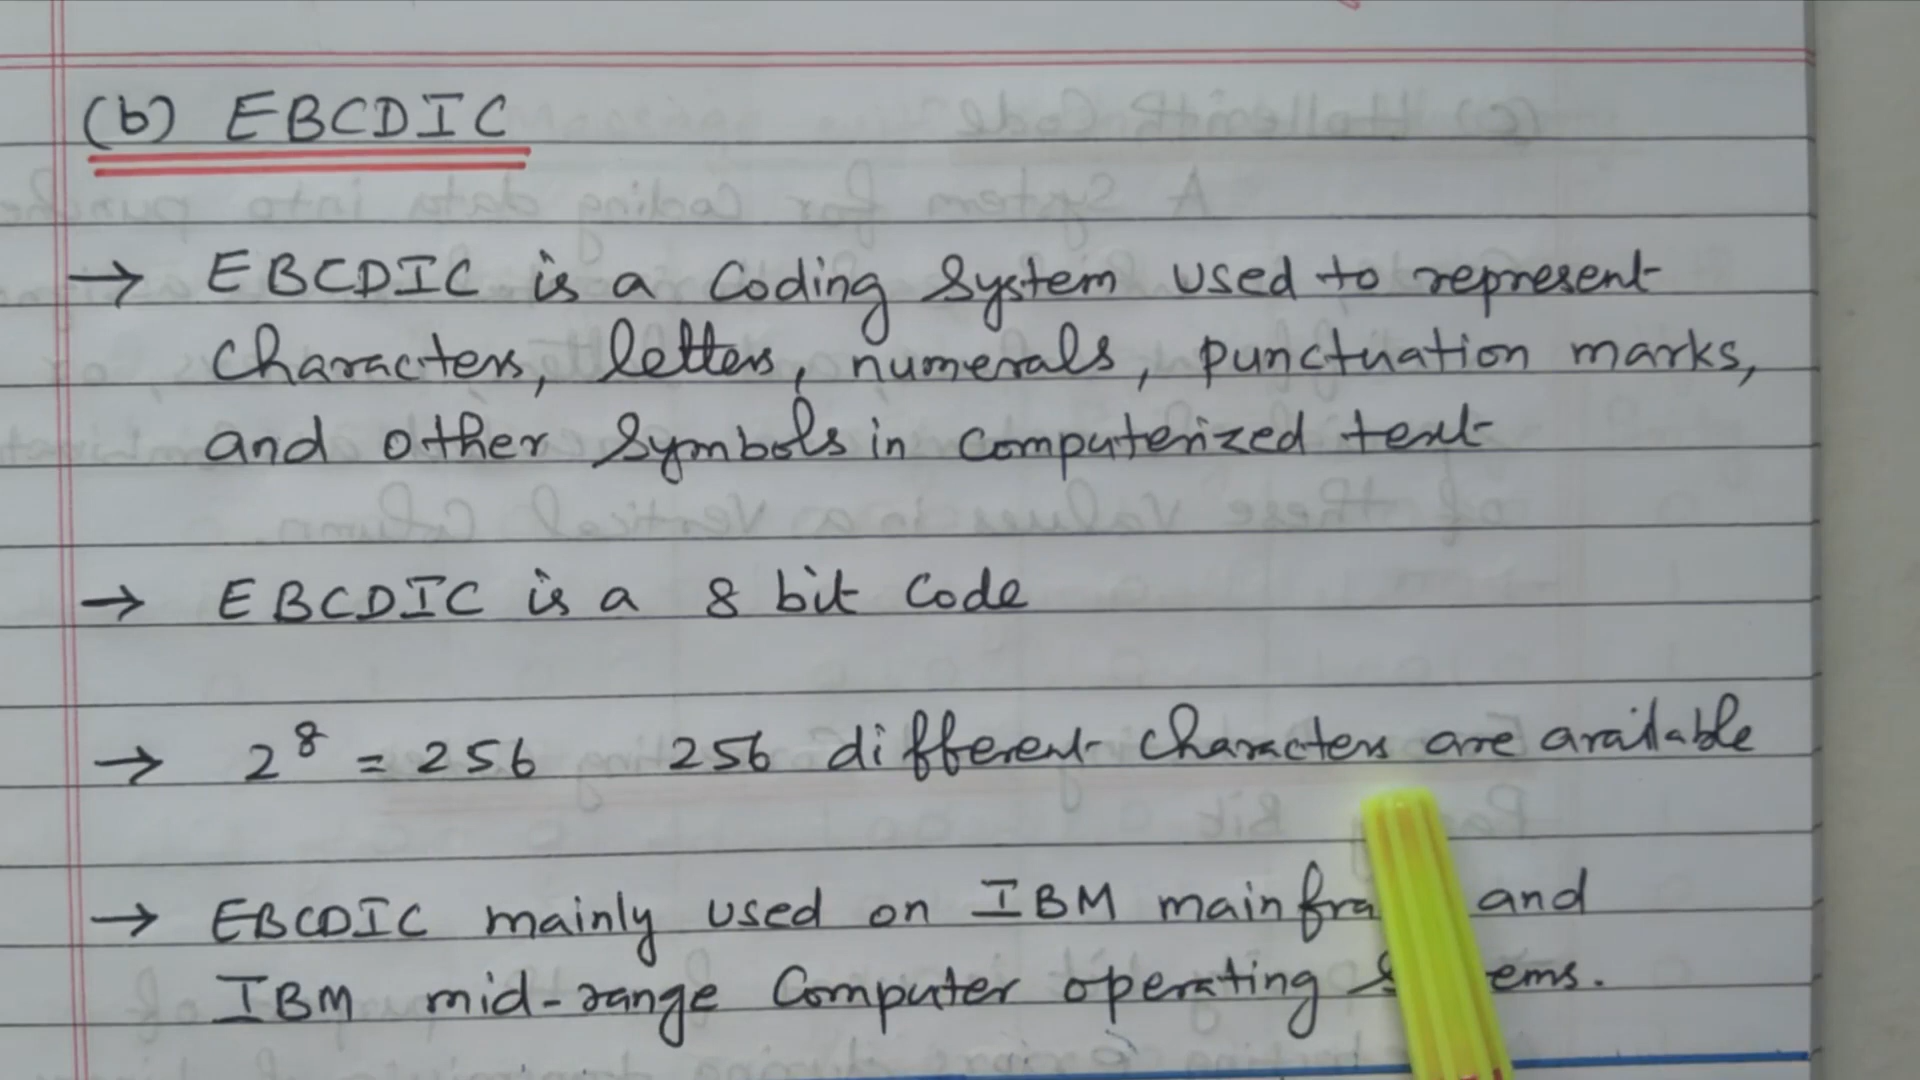 (b) EBCDIC
→ EBCDIC is a Coding System used to represent
Characters, letters, numerals, punctuation marks,
and other Symbols in Computerized text
→ EBCDIC is a 8 bit Code
→ 2⁸ = 256 256 different Characters are available
→ EBCDIC mainly used on IBM mainfra and
IBM mid-range Computer operating S ems.